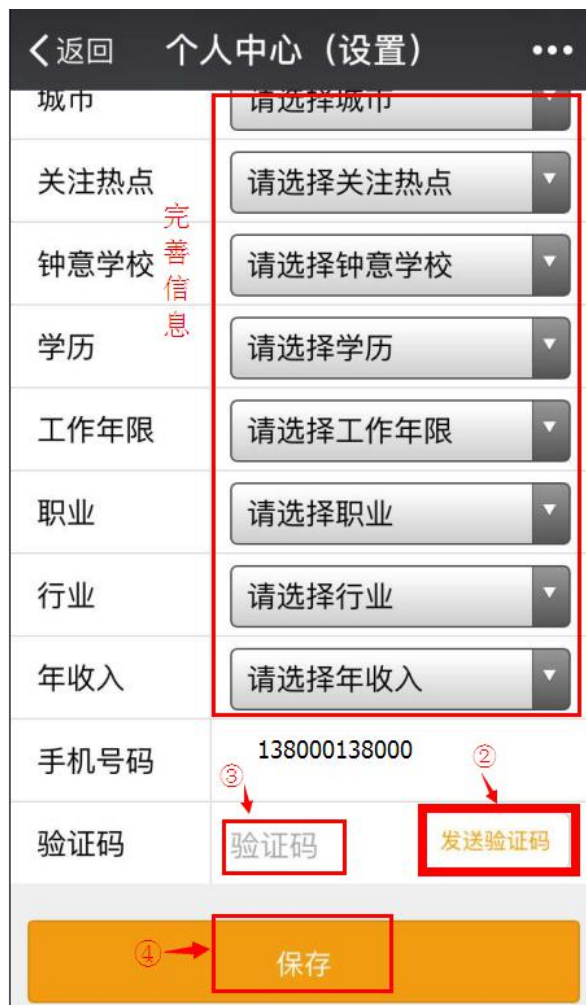 返回 个人中心（设置） •••
城市 请选择城市
关注热点 请选择关注热点
完善信息
钟意学校 请选择钟意学校
学历 请选择学历
工作年限 请选择工作年限
职业 请选择职业
行业 请选择行业
年收入 请选择年收入
手机号码 138000138000 ②
③
验证码 验证码 发送验证码
④ 保存